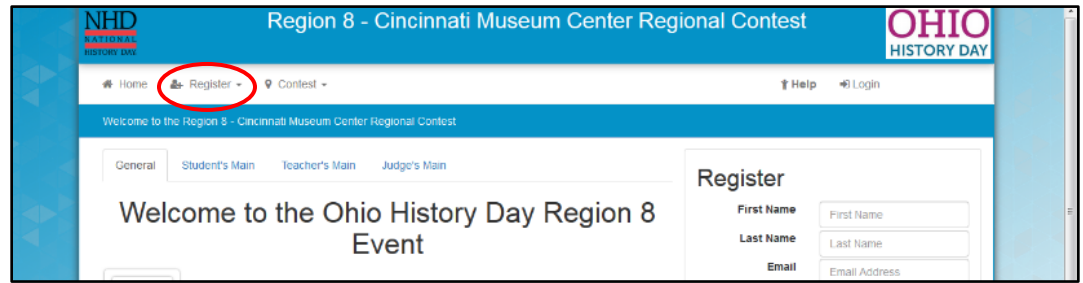 NHD
NATIONAL
HISTORY DAY
Region 8 - Cincinnati Museum Center Regional Contest
OHIO
HISTORY DAY
Home Register Contest Help Login
Welcome to the Region 8 - Cincinnati Museum Center Regional Contest
General Student's Main Teacher's Main Judge's Main
Welcome to the Ohio History Day Region 8
Event
Register
First Name First Name
Last Name Last Name
Email Email Address